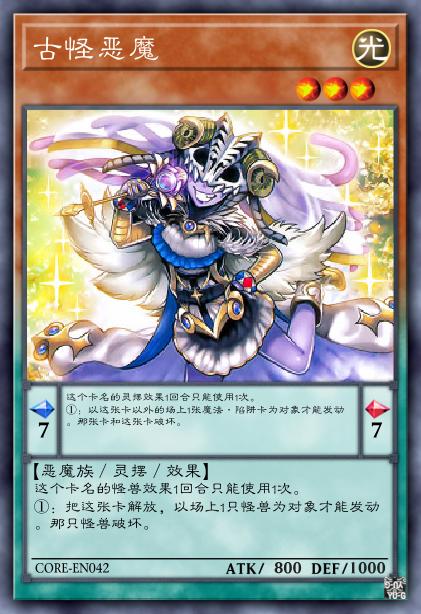 古怪恶魔
光
这个卡名的灵摆效果1回合只能使用1次。
①：以这张卡以外的场上1张魔法·陷阱卡为对象才能发动
。那张卡和这张卡破坏。
7
7
【恶魔族／灵摆／效果】
这个卡名的怪兽效果1回合只能使用1次。
①：把这张卡解放，以场上1只怪兽为对象才能发动
。那只怪兽破坏。
CORE-EN042
ATK/ 800 DEF/1000